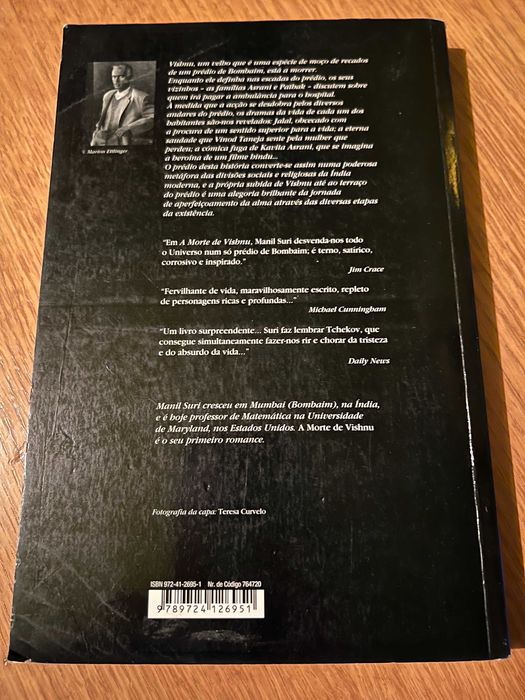 Vishnu, um velho que é uma espécie de moço de recados
de um prédio de Bombaim, está a morrer.
Enquanto ele definha nas escadas do prédio, os seus
vizinhos – as famílias Asrani e Pathak – discutem sobre
quem irá pagar a ambulância para o hospital.
À medida que a acção se desdobra pelos diversos
andares do prédio, os dramas da vida de cada um dos
habitantes são-nos revelados: Jalal, obcecado com
a procura de um sentido superior para a vida; a eterna
saudade que Vinod Taneja sente pela mulher que
perdeu; a cómica fuga de Kavita Asrani, que se imagina
a heroína de um filme hindu...
O prédio desta história converte-se assim numa poderosa
metáfora das divisões sociais e religiosas da Índia
moderna, e a própria subida de Vishnu até ao terraço
do prédio é uma alegoria brilhante da jornada
de aperfeiçoamento da alma através das diversas etapas
da existência.
© Marion Ettlinger
"Em A Morte de Vishnu, Manil Suri desvenda-nos todo
o Universo num só prédio de Bombaim; é terno, satírico,
corrosivo e inspirado."
Jim Crace
"Fervilhante de vida, maravilhosamente escrito, repleto
de personagens ricas e profundas..."
Michael Cunningham
"Um livro surpreendente... Suri faz lembrar Tchekov, que
consegue simultaneamente fazer-nos rir e chorar da tristeza
e do absurdo da vida..."
Daily News
Manil Suri cresceu em Mumbai (Bombaim), na Índia,
e é hoje professor de Matemática na Universidade
de Maryland, nos Estados Unidos. A Morte de Vishnu
é o seu primeiro romance.
Fotografia da capa: Teresa Curvelo
ISBN 972-41-2695-1 Nr. de Código 764720
9 789724 126951